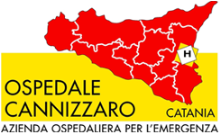 H
OSPEDALE
CANNIZZARO
CATANIA
AZIENDA OSPEDALIERA PER L'EMERGENZA